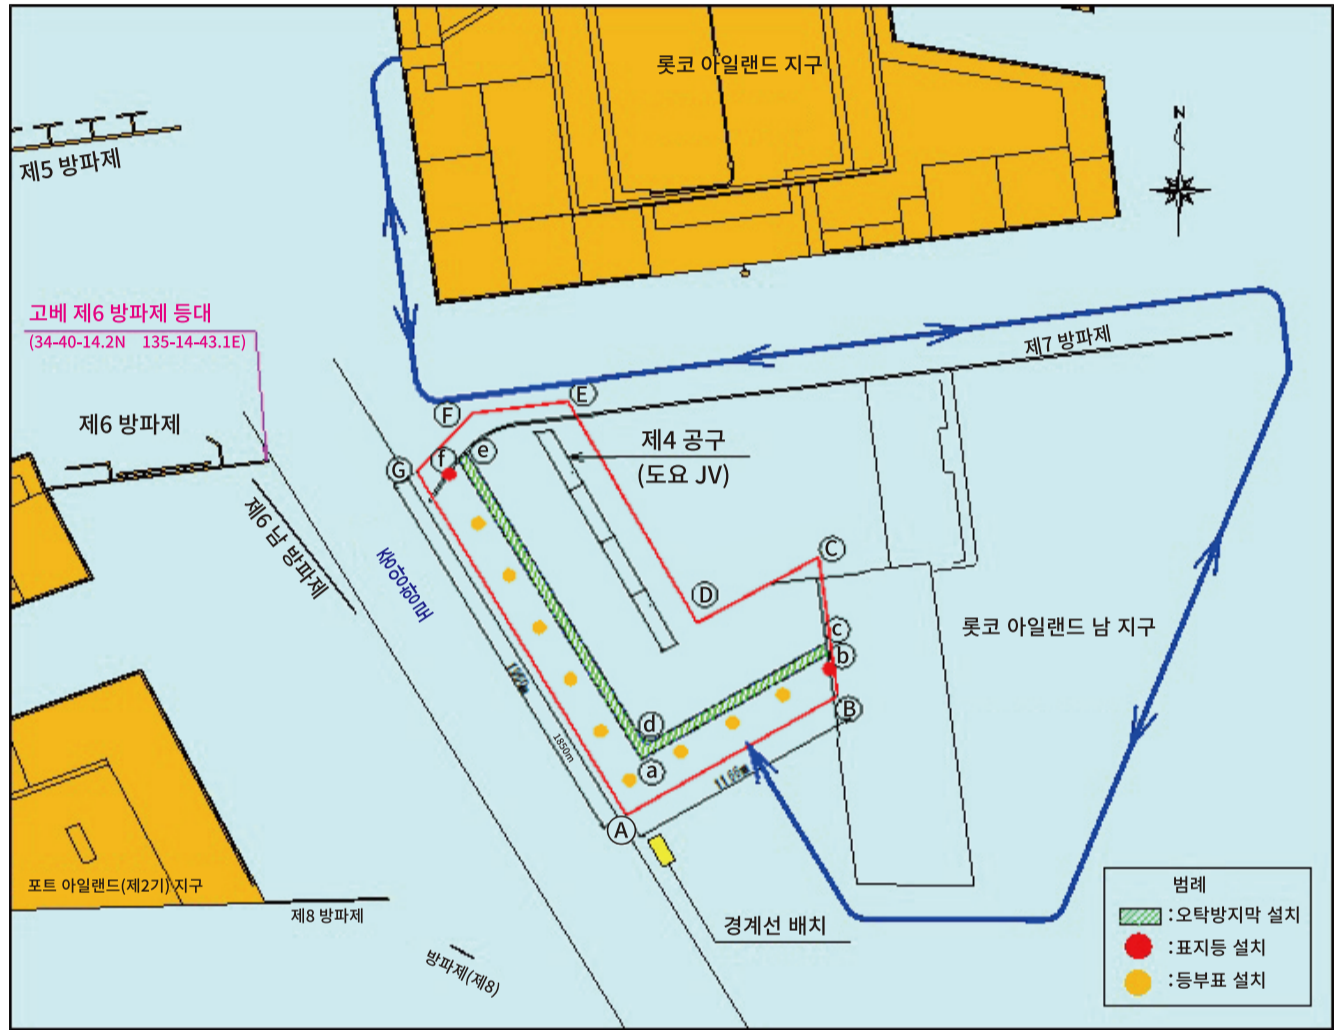 롯코 아일랜드 지구
N
제5 방파제
고베 제6 방파제 등대
(34-40-14.2N 135-14-43.1E)
제7 방파제
E
F
제6 방파제
제4 공구
(도요 JV)
f
e
G
제6 남 방파제
C
D
c
b
롯코 아일랜드 남 지구
B
d
a
1850m
A
포트 아일랜드(제2기) 지구
제8 방파제
경계선 배치
방파제(제8)
범례
:오탁방지막 설치
:표지등 설치
:등부표 설치